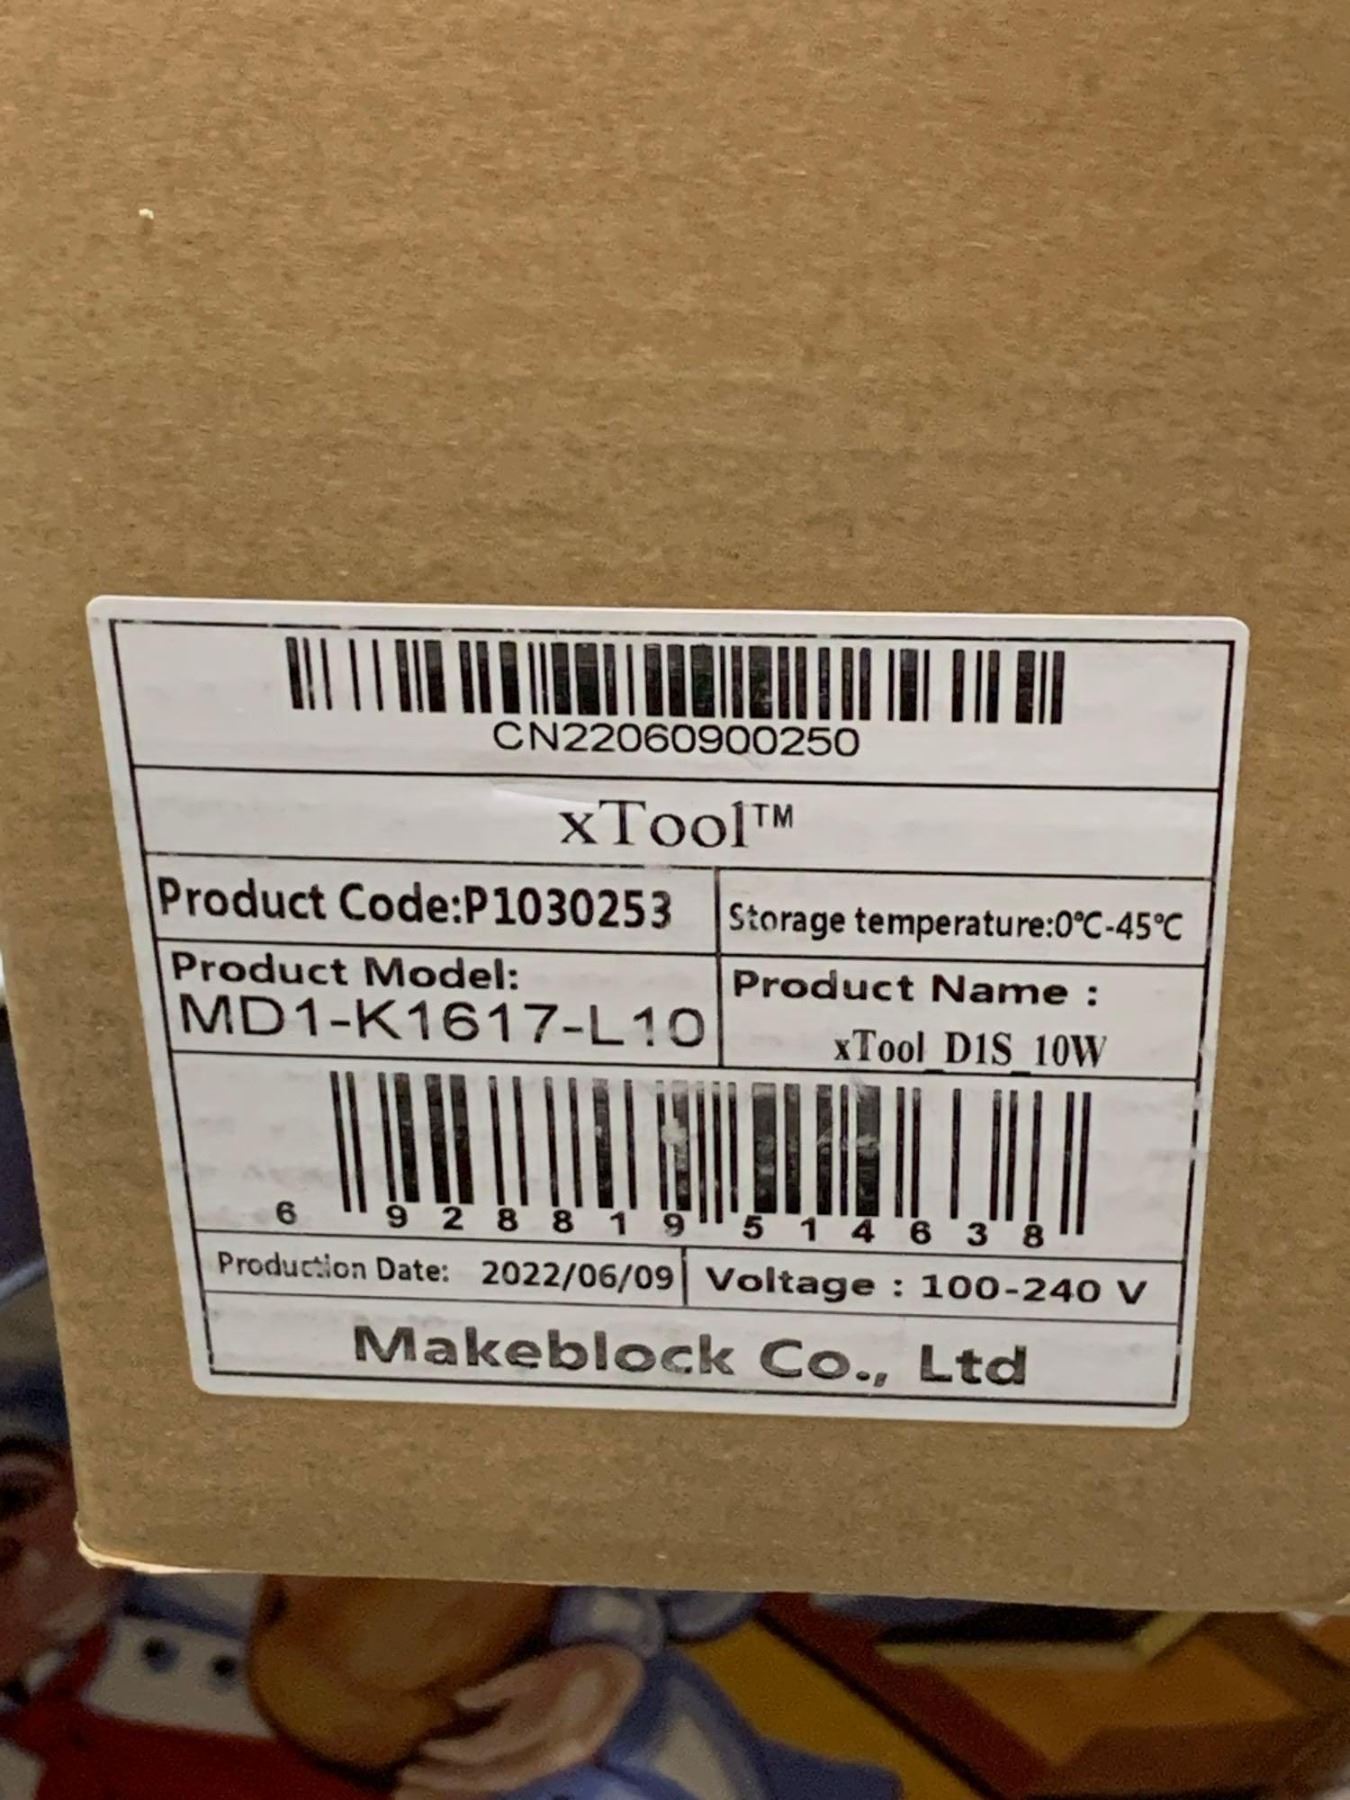 CN22060900250
xTool™
Product Code:P1030253
Storage temperature:0℃-45℃
Product Model:
MD1-K1617-L10
Product Name :
xTool_D1S_10W
6 928819 514638
Production Date: 2022/06/09
Voltage : 100-240 V
Makeblock Co., Ltd